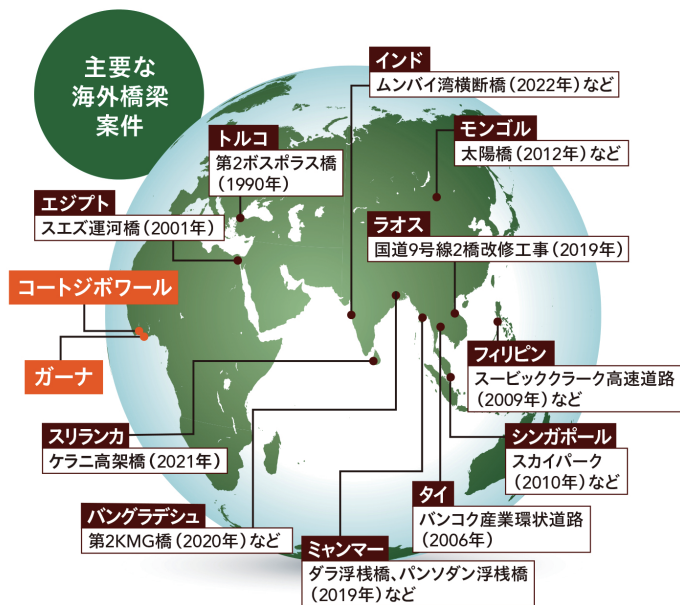 主要な
海外橋梁
案件
インド
ムンバイ湾横断橋（2022年）など
モンゴル
太陽橋（2012年）など
トルコ
第2ボスポラス橋
（1990年）
エジプト
スエズ運河橋（2001年）
ラオス
国道9号線2橋改修工事（2019年）
コートジボワール
ガーナ
フィリピン
スービッククラーク高速道路
（2009年）など
スリランカ
ケラニ高架橋（2021年）
シンガポール
スカイパーク
（2010年）など
タイ
バンコク産業環状道路
（2006年）
バングラデシュ
第2KMG橋（2020年）など
ミャンマー
ダラ浮桟橋、パンソダン浮桟橋
（2019年）など